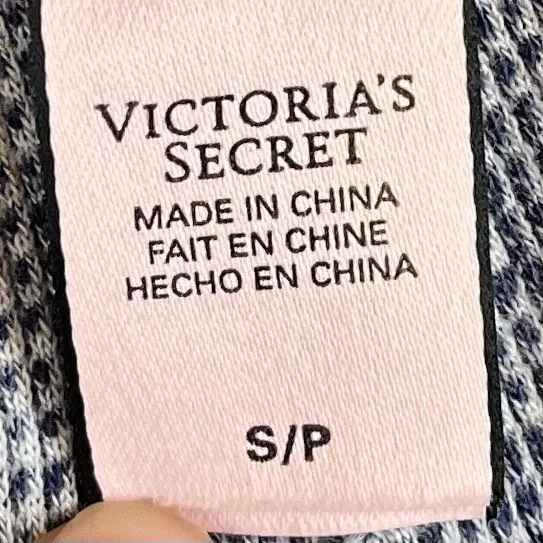 VICTORIA'S
SECRET
MADE IN CHINA
FAIT EN CHINE
HECHO EN CHINA
S/P